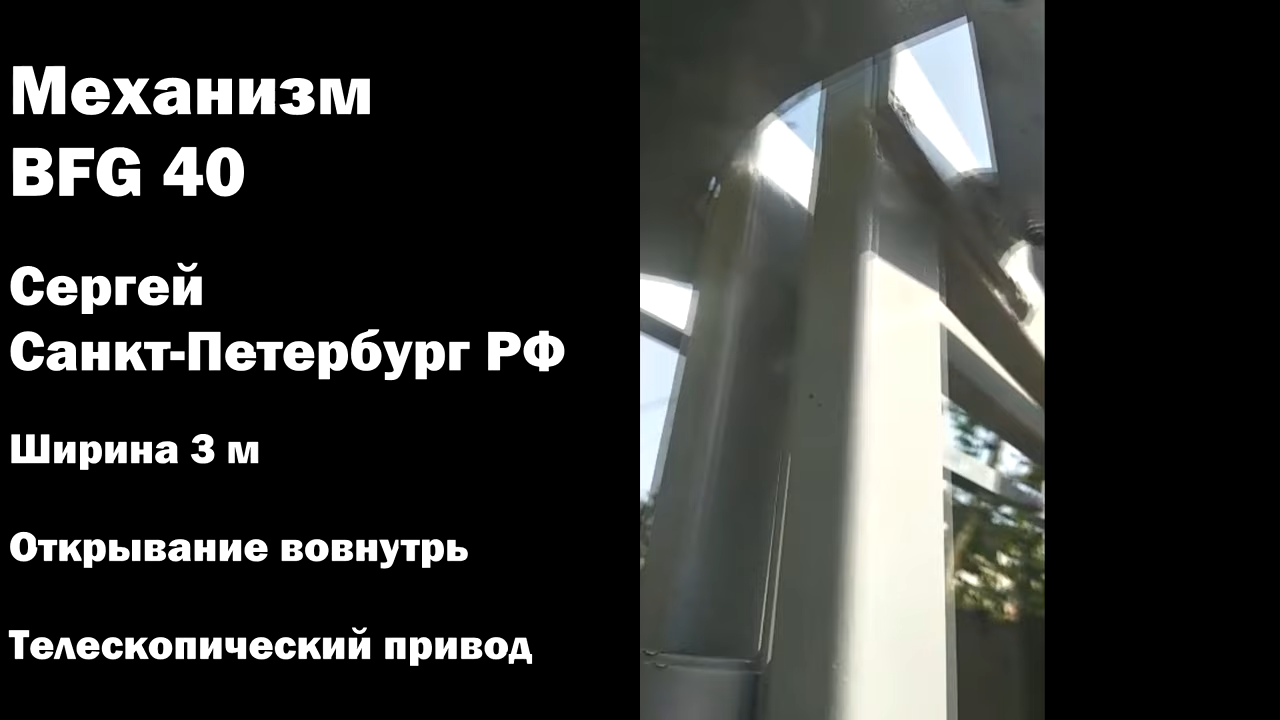 Механизм
BFG 40
Сергей
Санкт-Петербург РФ
Ширина 3 м
Открывание вовнутрь
Телескопический привод